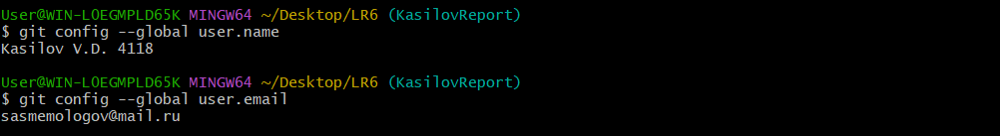 User@WIN-LOEGMPLD65K MINGW64 ~/Desktop/LR6 (KasilovReport)
$ git config --global user.name
Kasilov V.D. 4118
User@WIN-LOEGMPLD65K MINGW64 ~/Desktop/LR6 (KasilovReport)
$ git config --global user.email
sasmemologov@mail.ru